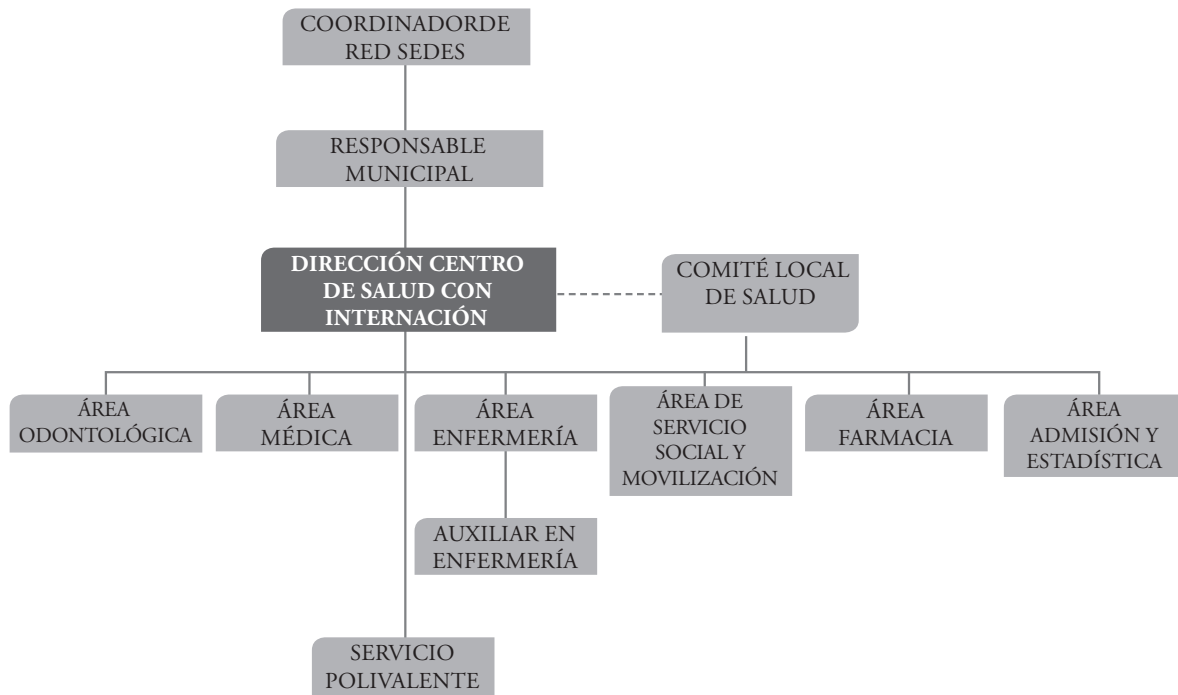 COORDINADORDE
RED SEDES
RESPONSABLE
MUNICIPAL
DIRECCIÓN CENTRO
DE SALUD CON
INTERNACIÓN
COMITÉ LOCAL
DE SALUD
ÁREA
ODONTOLÓGICA
ÁREA
MÉDICA
ÁREA
ENFERMERÍA
ÁREA DE
SERVICIO
SOCIAL Y
MOVILIZACIÓN
ÁREA
FARMACIA
ÁREA
ADMISIÓN Y
ESTADÍSTICA
AUXILIAR EN
ENFERMERÍA
SERVICIO
POLIVALENTE